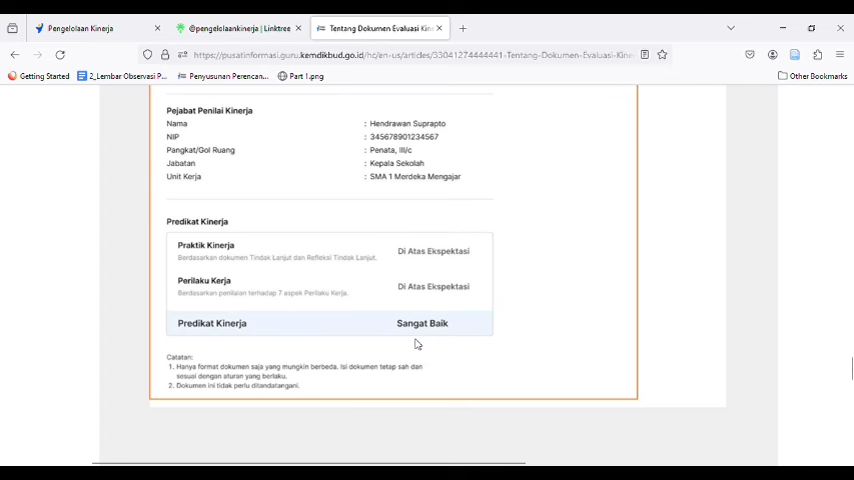 Pengelolaan Kinerja
@pengelolaankinerja | Linktree
Tentang Dokumen Evaluasi Kin
https://pusatinformasi.guru.kemdikbud.go.id/hc/en-us/articles/33041274444441-Tentang-Dokumen-Evaluasi-Kine
Getting Started
2_Lembar Observasi P...
Penyusunan Perencan...
Part 1.png
Other Bookmarks
Pejabat Penilai Kinerja
Nama : Hendrawan Suprapto
NIP : 345678901234567
Pangkat/Gol Ruang : Penata, III/c
Jabatan : Kepala Sekolah
Unit Kerja : SMA 1 Merdeka Mengajar
Predikat Kinerja
Praktik Kinerja Di Atas Ekspektasi
Berdasarkan dokumen Tindak Lanjut dan Refleksi Tindak Lanjut.
Perilaku Kerja Di Atas Ekspektasi
Berdasarkan penilaian terhadap 7 aspek Perilaku Kerja.
Predikat Kinerja Sangat Baik
Catatan:
1. Hanya format dokumen saja yang mungkin berbeda. Isi dokumen tetap sah dan
sesuai dengan aturan yang berlaku.
2. Dokumen ini tidak perlu ditandatangani.